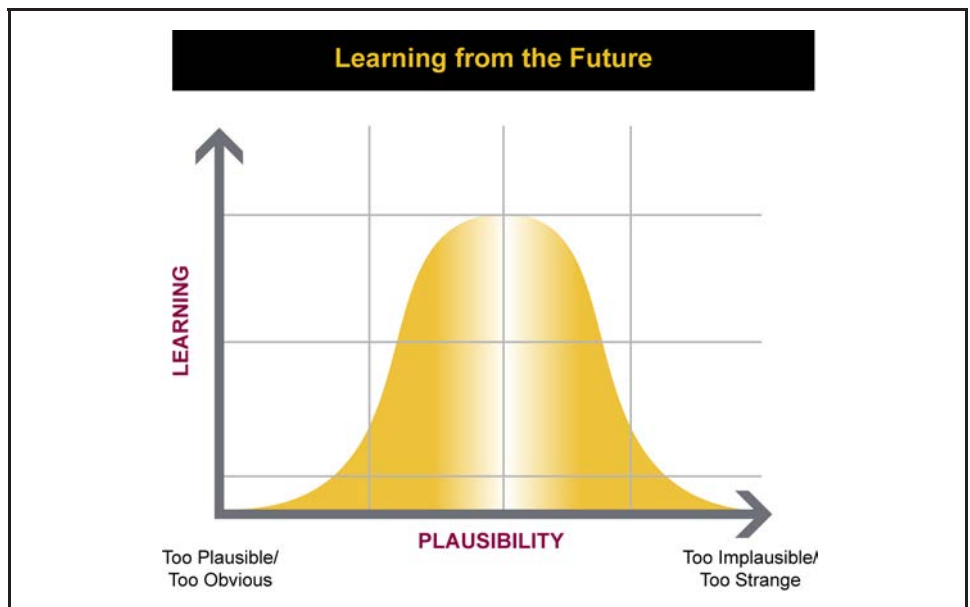 Learning from the Future
LEARNING
PLAUSIBILITY
Too Plausible/
Too Obvious
Too Implausible/
Too Strange